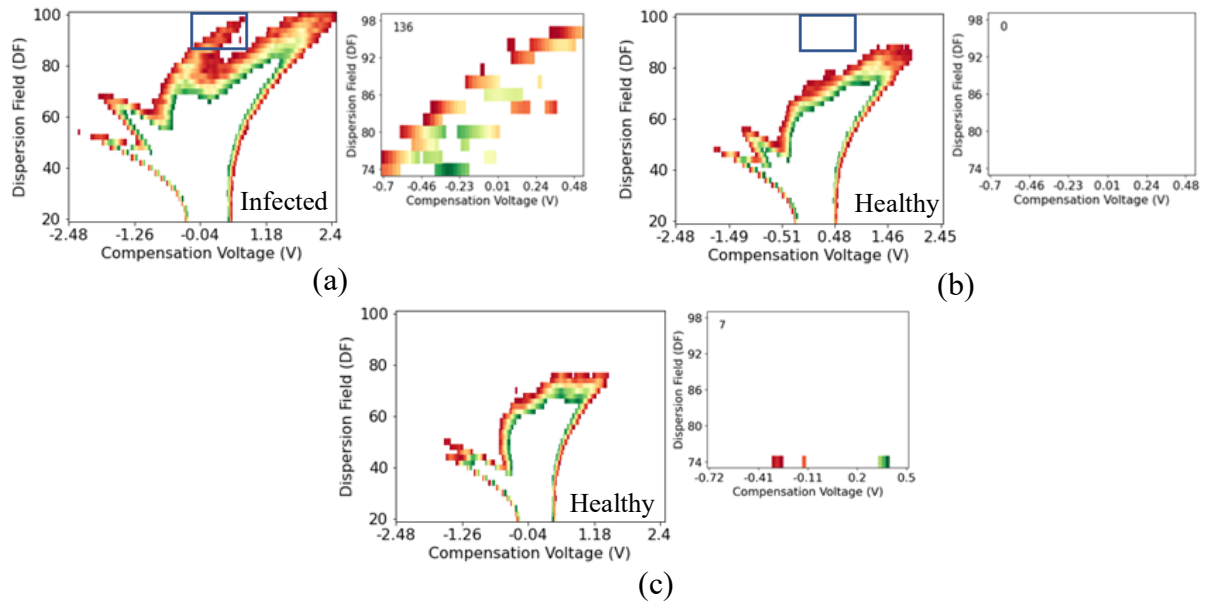 100
80
60
40
20
Dispersion Field (DF)
Infected
-2.48 -1.26 -0.04 1.18 2.4
Compensation Voltage (V)
136
98
92
86
80
74
Dispersion Field (DF)
-0.7 -0.46 -0.23 0.01 0.24 0.48
Compensation Voltage (V)
(a)
100
80
60
40
20
Dispersion Field (DF)
Healthy
-2.48 -1.49 -0.51 0.48 1.46 2.45
Compensation Voltage (V)
0
98
92
86
80
74
Dispersion Field (DF)
-0.7 -0.46 -0.23 0.01 0.24 0.48
Compensation Voltage (V)
(b)
100
80
60
40
20
Dispersion Field (DF)
Healthy
-2.48 -1.26 -0.04 1.18 2.4
Compensation Voltage (V)
7
98
92
86
80
74
Dispersion Field (DF)
-0.72 -0.41 -0.11 0.2 0.5
Compensation Voltage (V)
(c)